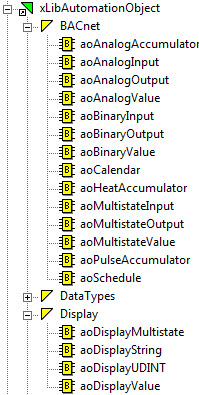 xLibAutomationObject
BACnet
aoAnalogAccumulator
aoAnalogInput
aoAnalogOutput
aoAnalogValue
aoBinaryInput
aoBinaryOutput
aoBinaryValue
aoCalendar
aoHeatAccumulator
aoMultistateInput
aoMultistateOutput
aoMultistateValue
aoPulseAccumulator
aoSchedule
DataTypes
Display
aoDisplayMultistate
aoDisplayString
aoDisplayUDINT
aoDisplayValue